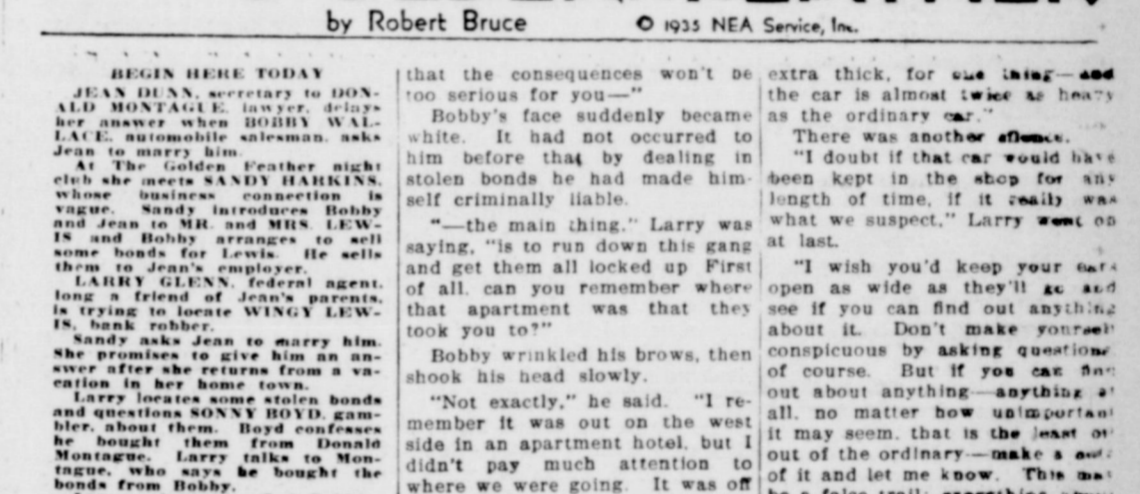 by Robert Bruce © 1935 NEA Service, Inc.
BEGIN HERE TODAY
JEAN DUNN, secretary to DON-
ALD MONTAGUE, lawyer, delays
her answer when BOBBY WAL-
LACE, automobile salesman, asks
Jean to marry him.
At The Golden Feather night
club she meets SANDY HARKINS,
whose business connection is
vague. Sandy introduces Bobby
and Jean to MR. and MRS. LEW-
IS and Bobby arranges to sell
some bonds for Lewis. He sells
them to Jean's employer.
LARRY GLENN, federal agent,
long a friend of Jean's parents,
is trying to locate WINGY LEW-
IS, bank robber.
Sandy asks Jean to marry him.
She promises to give him an an-
swer after she returns from a va-
cation in her home town.
Larry locates some stolen bonds
and questions SONNY BOYD, gam-
bler, about them. Boyd confesses
he bought them from Donald
Montague. Larry talks to Mon-
tague, who says he bought the
bonds from Bobby.
that the consequences won't be
too serious for you—"
Bobby's face suddenly became
white. It had not occurred to
him before that by dealing in
stolen bonds he had made him-
self criminally liable.
"—the main thing," Larry was
saying, "is to run down this gang
and get them all locked up First
of all, can you remember where
that apartment was that they
took you to?"
Bobby wrinkled his brows, then
shook his head slowly.
"Not exactly," he said. "I re-
member it was out on the west
side in an apartment hotel, but I
didn't pay much attention to
where we were going. It was off
extra thick, for one thing—and
the car is almost twice as heavy
as the ordinary car."
There was another silence.
"I doubt if that car would have
been kept in the shop for any
length of time, if it really was
what we suspect," Larry went on
at last.
"I wish you'd keep your ears
open as wide as they'll go and
see if you can find out anything
about it. Don't make yourself
conspicuous by asking questions
of course. But if you can find
out about anything—anything at
all, no matter how unimportant
it may seem, that is the least
out of the ordinary—make a
of it and let me know. This may